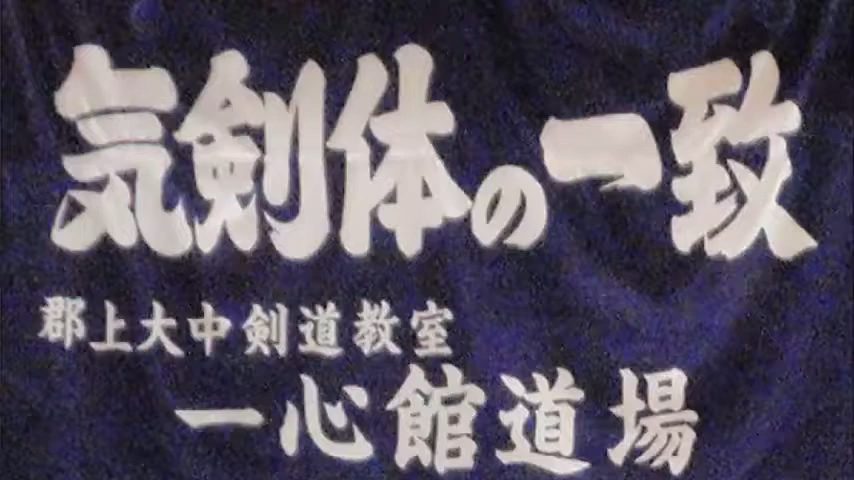 気剣体の一致
郡上大中剣道教室
一心館道場